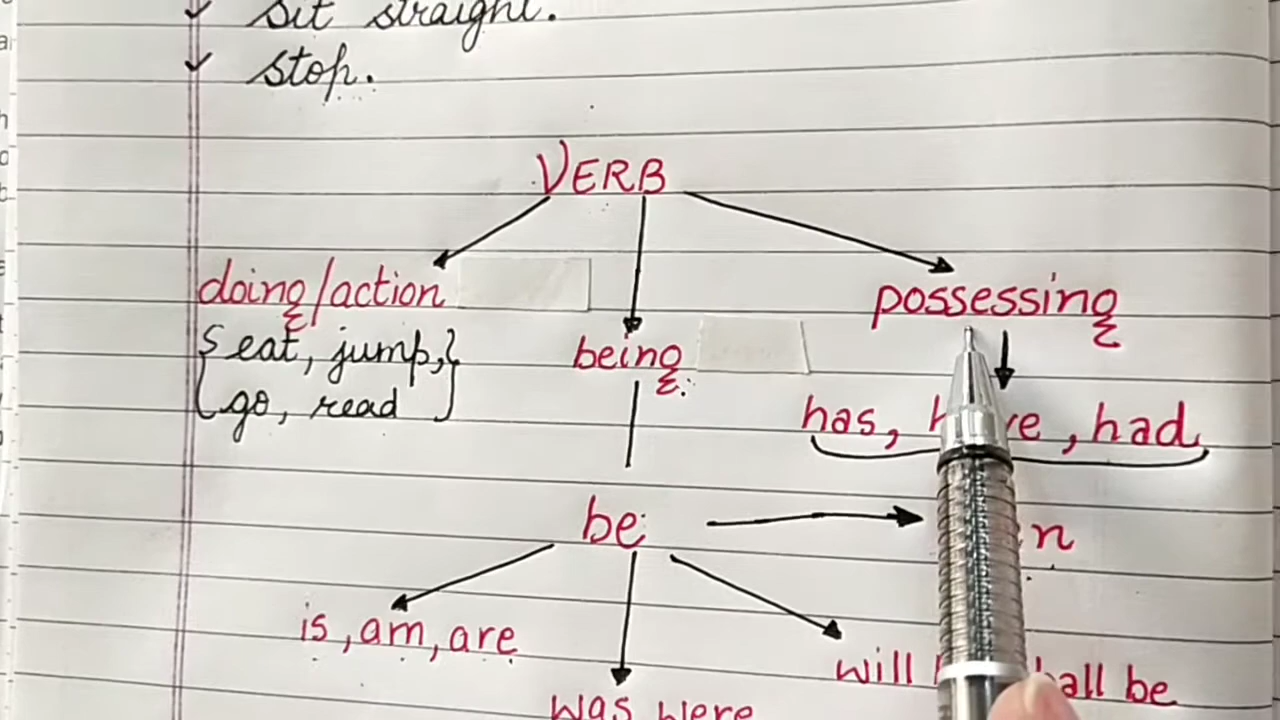 ✓ sit straight.
✓ stop.
VERB
doing/action
possessing
{ eat, jump, }
being
{ go, read }
has, had
be
is, am, are
will be
was were